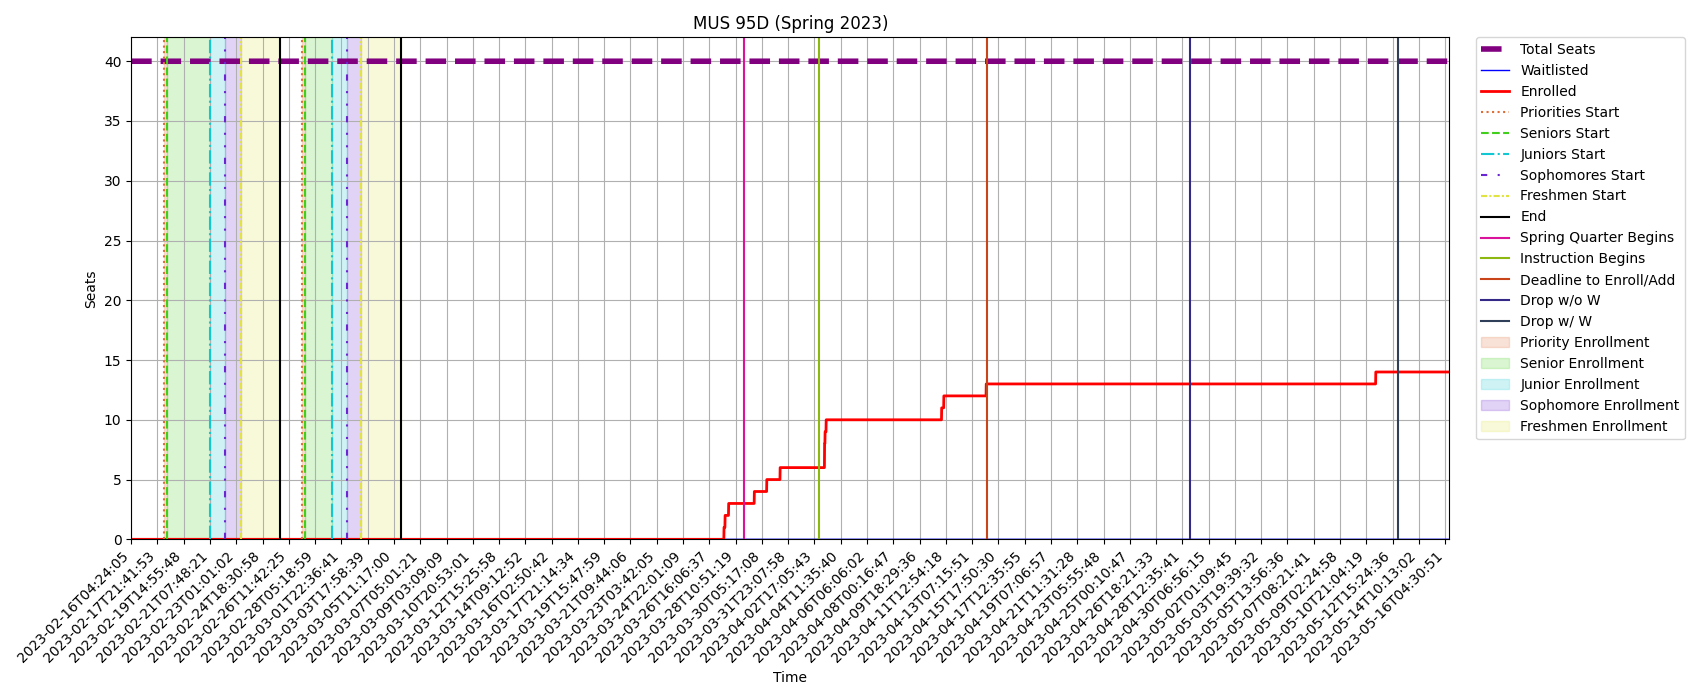 MUS 95D (Spring 2023)
Seats
40
35
30
25
20
15
10
5
0
2023-02-16T04:24:05
2023-02-17T21:41:53
2023-02-19T14:55:48
2023-02-21T07:48:21
2023-02-23T01:01:02
2023-02-24T18:30:58
2023-02-26T11:42:25
2023-02-28T05:18:59
2023-03-01T22:36:41
2023-03-03T17:58:39
2023-03-05T11:17:00
2023-03-07T05:01:21
2023-03-09T03:09:09
2023-03-10T20:53:01
2023-03-12T15:25:58
2023-03-14T09:12:52
2023-03-16T02:50:42
2023-03-17T21:14:34
2023-03-19T15:47:59
2023-03-21T09:44:06
2023-03-23T03:42:05
2023-03-24T22:01:09
2023-03-26T16:06:37
2023-03-28T10:51:19
2023-03-30T05:17:08
2023-03-31T23:07:58
2023-04-02T17:05:43
2023-04-04T11:35:40
2023-04-06T06:06:02
2023-04-08T00:16:47
2023-04-09T18:29:36
2023-04-11T12:54:18
2023-04-13T07:15:51
2023-04-15T17:50:30
2023-04-17T12:35:55
2023-04-19T07:06:57
2023-04-21T11:31:28
2023-04-23T05:55:48
2023-04-25T00:10:47
2023-04-26T18:21:33
2023-04-28T12:35:41
2023-04-30T06:56:15
2023-05-02T01:09:45
2023-05-03T19:39:32
2023-05-05T13:56:36
2023-05-07T08:21:41
2023-05-09T02:24:58
2023-05-10T21:04:19
2023-05-12T15:24:36
2023-05-14T10:13:02
2023-05-16T04:30:51
Time
Total Seats
Waitlisted
Enrolled
Priorities Start
Seniors Start
Juniors Start
Sophomores Start
Freshmen Start
End
Spring Quarter Begins
Instruction Begins
Deadline to Enroll/Add
Drop w/o W
Drop w/ W
Priority Enrollment
Senior Enrollment
Junior Enrollment
Sophomore Enrollment
Freshmen Enrollment